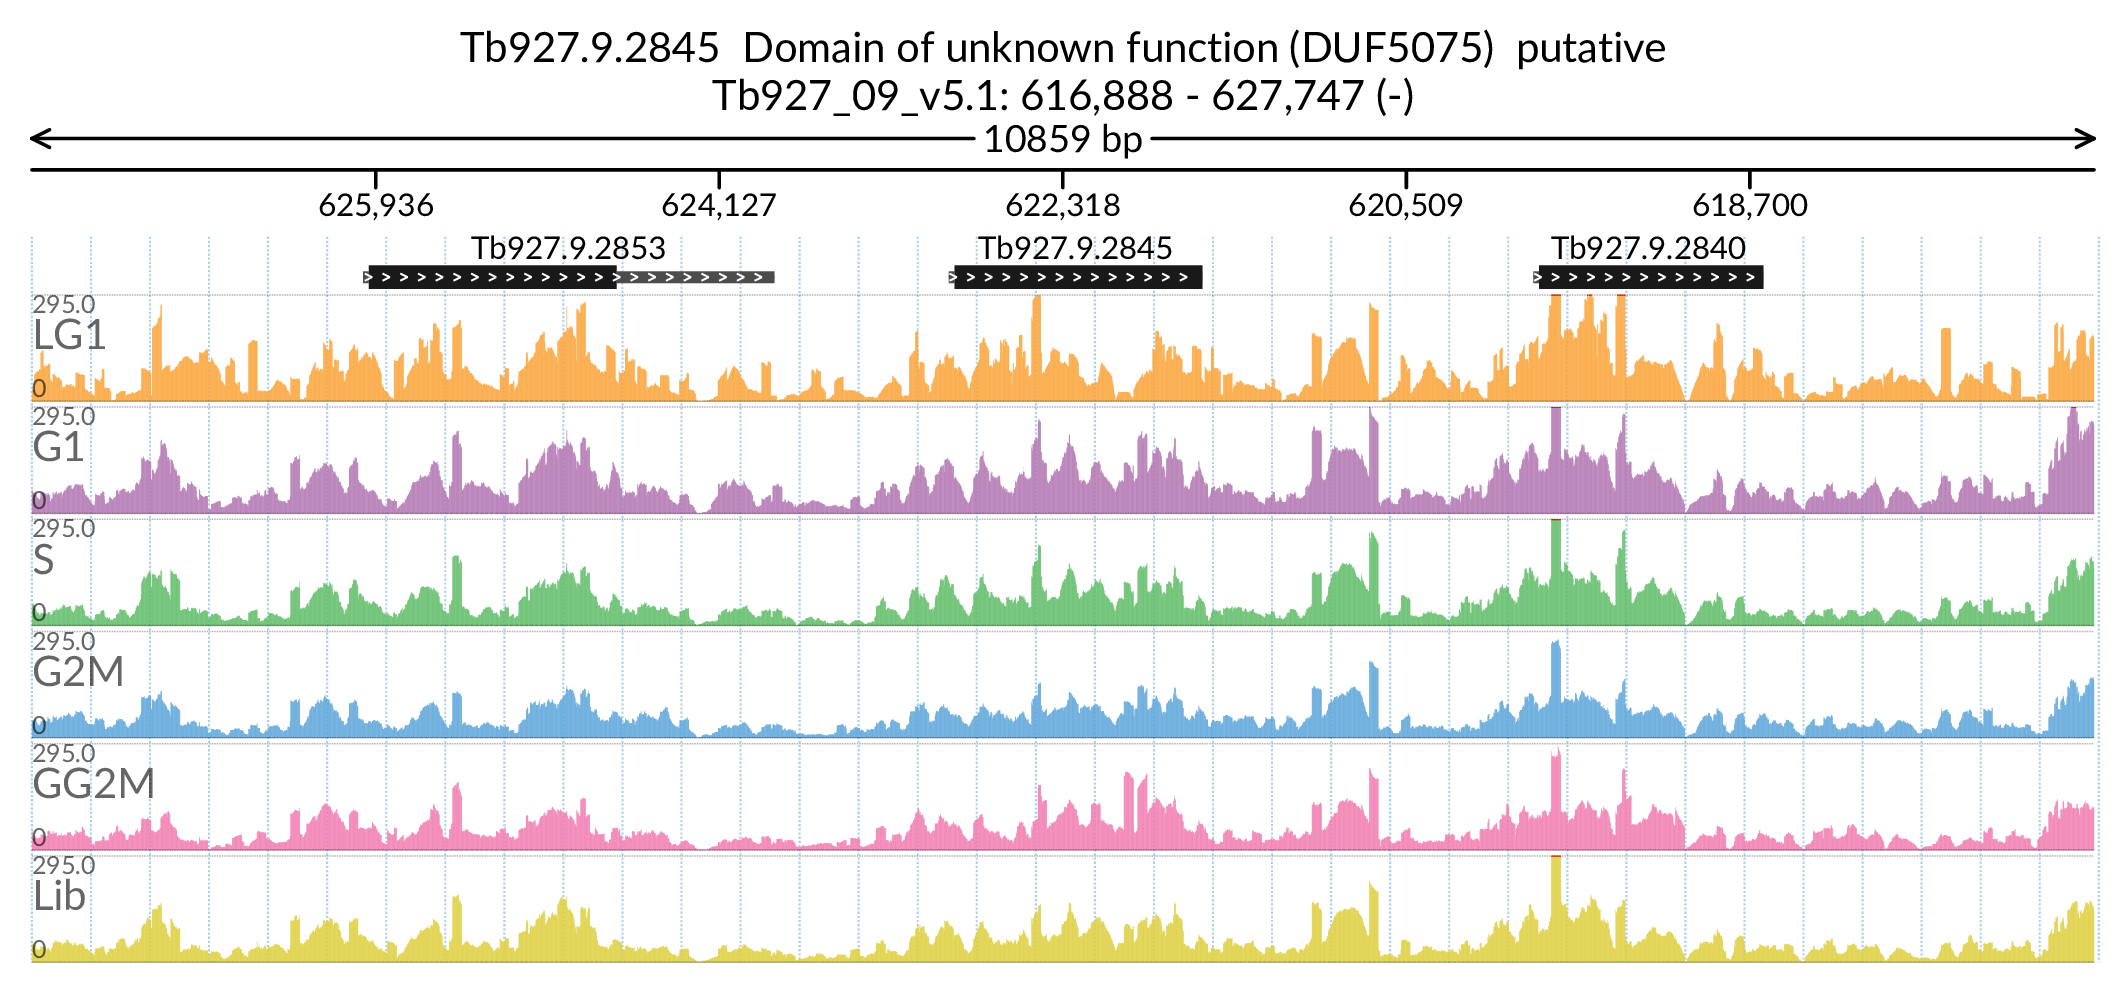 Tb927.9.2845 Domain of unknown function (DUF5075) putative
Tb927_09_v5.1: 616,888 - 627,747 (-)
10859 bp
625,936 624,127 622,318 620,509 618,700
Tb927.9.2853 Tb927.9.2845 Tb927.9.2840
295.0
LG1
0
295.0
G1
0
295.0
S
0
295.0
G2M
0
295.0
GG2M
0
295.0
Lib
0